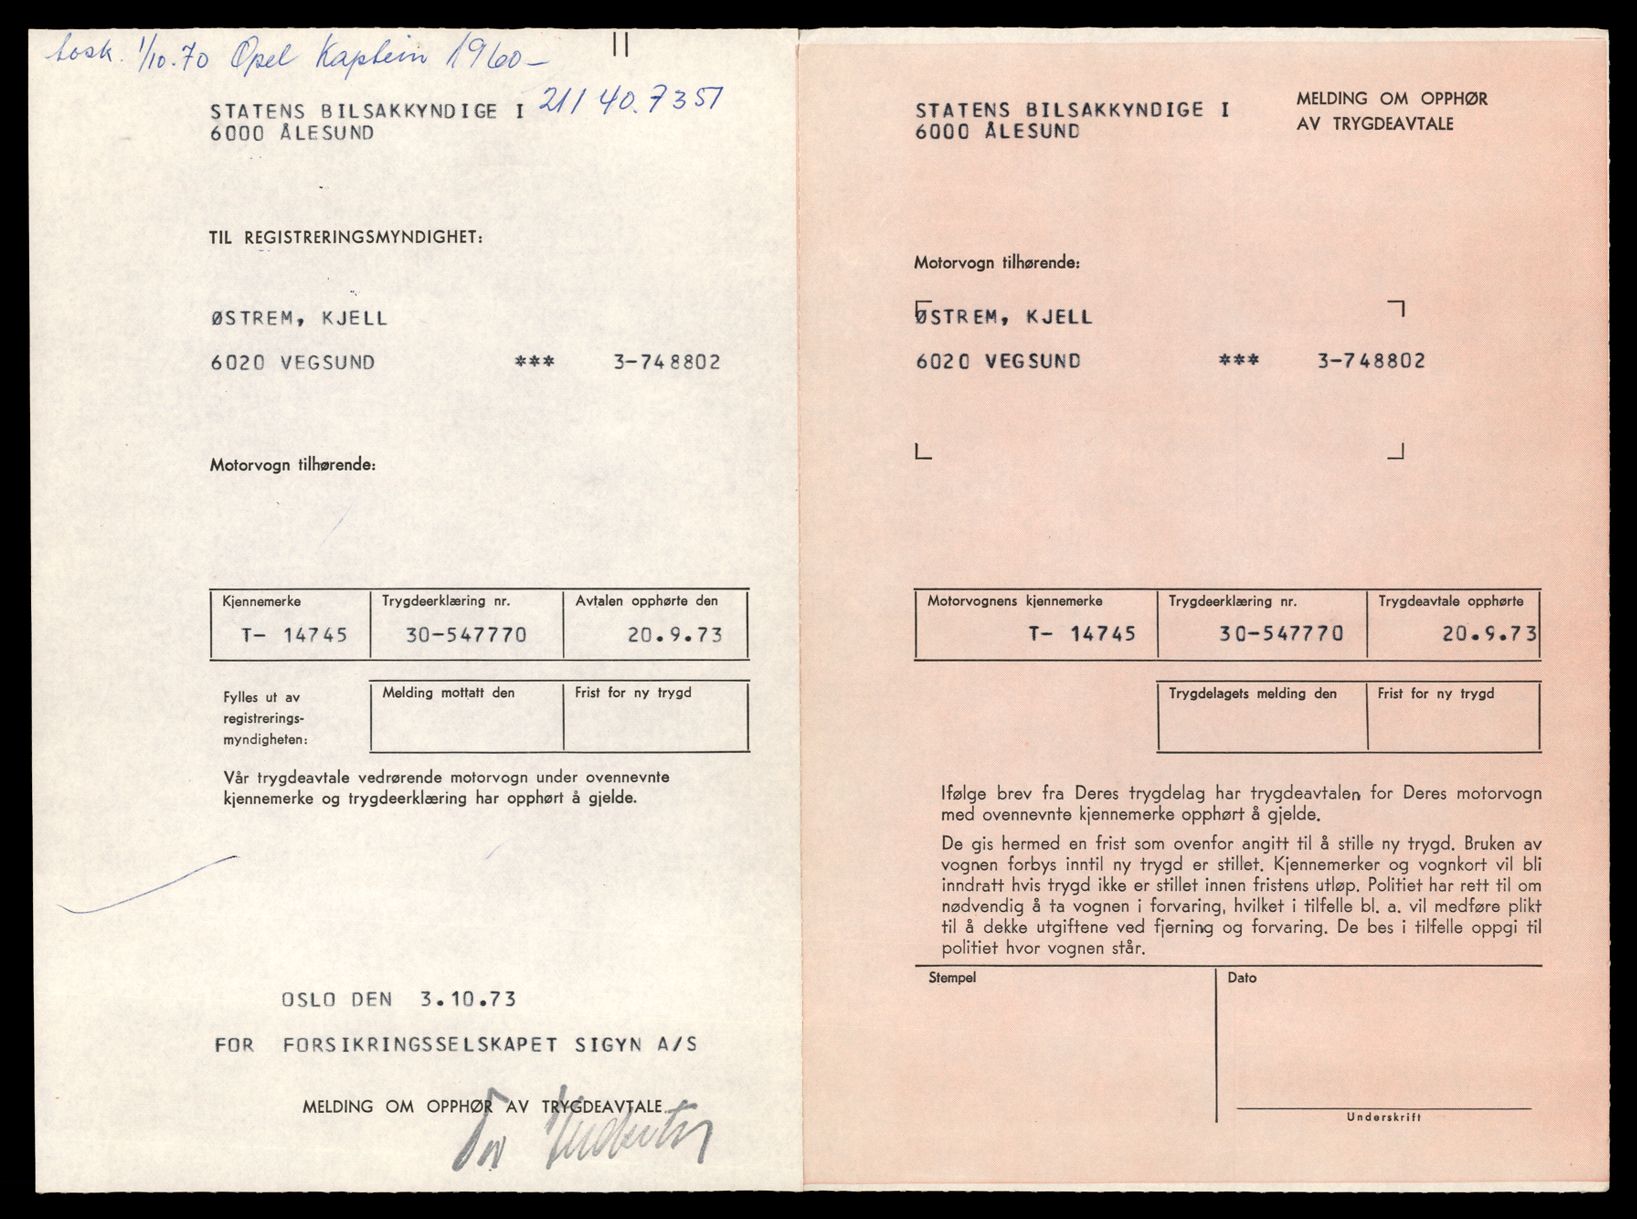 1/10.70 Opel Kaptein 1960-
211 40.7351
STATENS BILSAKKYNDIGE I
6000 ÅLESUND
TIL REGISTRERINGSMYNDIGHET:
ØSTREM, KJELL
6020 VEGSUND *** 3-748802
Motorvogn tilhørende:
Kjennemerke Trygdeerklæring nr. Avtalen opphørte den
T- 14745 30-547770 20.9.73
Fylles ut av
registrerings-
myndigheten:
Melding mottatt den Frist for ny trygd
Vår trygdeavtale vedrørende motorvogn under ovennevnte
kjennemerke og trygdeerklæring har opphørt å gjelde.
OSLO DEN 3.10.73
FOR FORSIKRINGSSELSKAPET SIGYN A/S
MELDING OM OPPHØR AV TRYGDEAVTALE
STATENS BILSAKKYNDIGE I
6000 ÅLESUND
MELDING OM OPPHØR
AV TRYGDEAVTALE
Motorvogn tilhørende:
ØSTREM, KJELL
6020 VEGSUND *** 3-748802
Motorvognens kjennemerke Trygdeerklæring nr. Trygdeavtale opphørte
T- 14745 30-547770 20.9.73
Trygdelagets melding den Frist for ny trygd
Ifølge brev fra Deres trygdelag har trygdeavtalen for Deres motorvogn
med ovennevnte kjennemerke opphørt å gjelde.
De gis hermed en frist som ovenfor angitt til å stille ny trygd. Bruken av
vognen forbys inntil ny trygd er stillet. Kjennemerker og vognkort vil bli
inndratt hvis trygd ikke er stillet innen fristens utløp. Politiet har rett til om
nødvendig å ta vognen i forvaring, hvilket i tilfelle bl. a. vil medføre plikt
til å dekke utgiftene ved fjerning og forvaring. De bes i tilfelle oppgi til
politiet hvor vognen står.
Stempel Dato
Underskrift